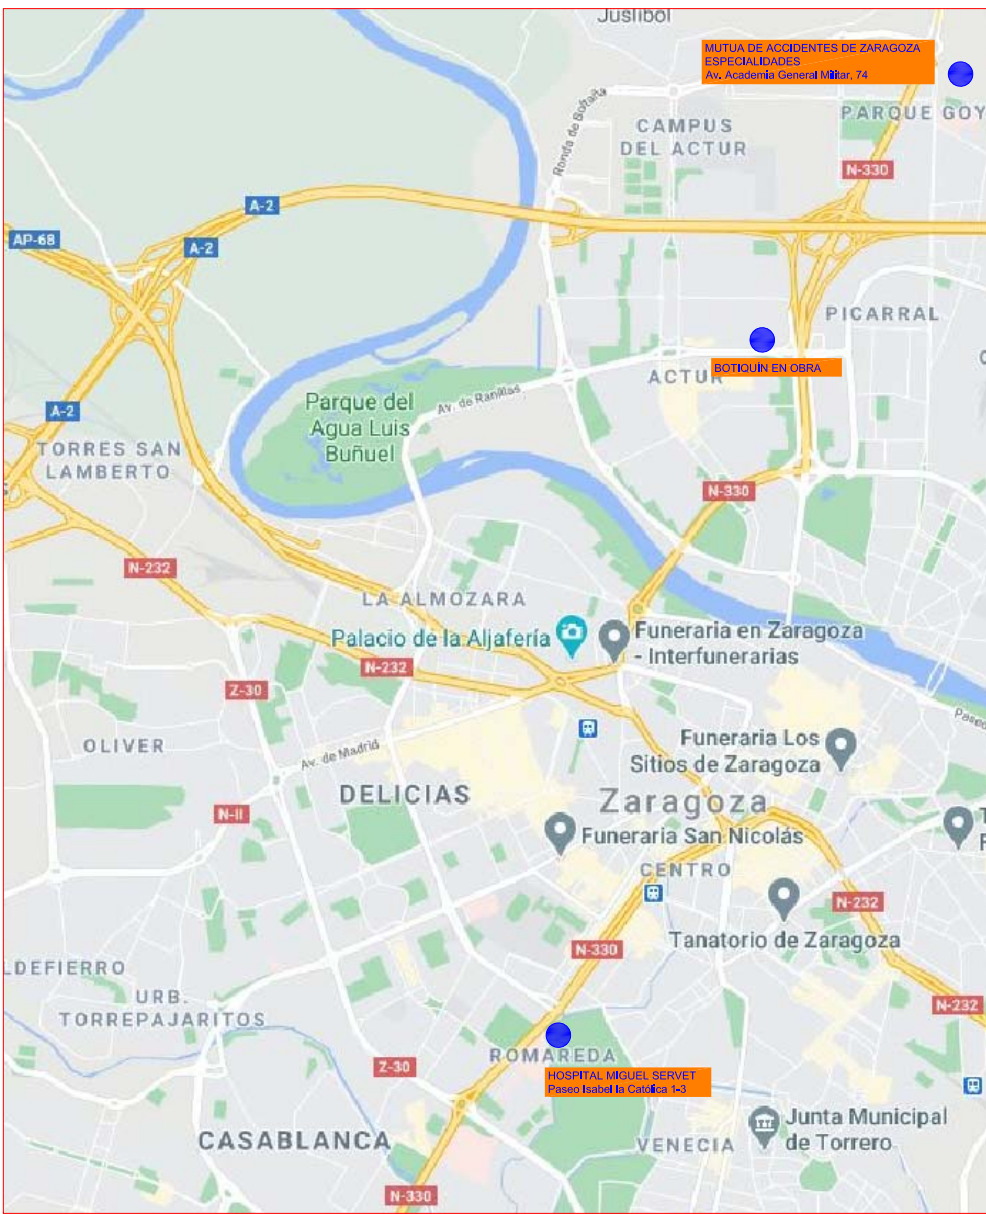 Juslibol
MUTUA DE ACCIDENTES DE ZARAGOZA
ESPECIALIDADES
Av. Academia General Militar, 74
PARQUE GOY
Ronda de Boltaña
CAMPUS
DEL ACTUR
N-330
A-2
AP-68
A-2
PICARRAL
BOTIQUÍN EN OBRA
ACTUR
Av. de Ranillas
Parque del
Agua Luis
Buñuel
A-2
TORRES SAN
LAMBERTO
N-330
N-232
LA ALMOZARA
Palacio de la Aljafería
Funeraria en Zaragoza
- Interfunerarias
N-232
Z-30
Paseo
OLIVER
Av. de Madrid
Funeraria Los
Sitios de Zaragoza
DELICIAS
Zaragoza
N-II
Funeraria San Nicolás
T
F
CENTRO
N-232
N-330
Tanatorio de Zaragoza
LDEFIERRO
URB.
TORREPAJARITOS
N-232
ROMAREDA
Z-30
HOSPITAL MIGUEL SERVET
Paseo Isabel la Católica 1-3
Junta Municipal
de Torrero
CASABLANCA
VENECIA
N-330